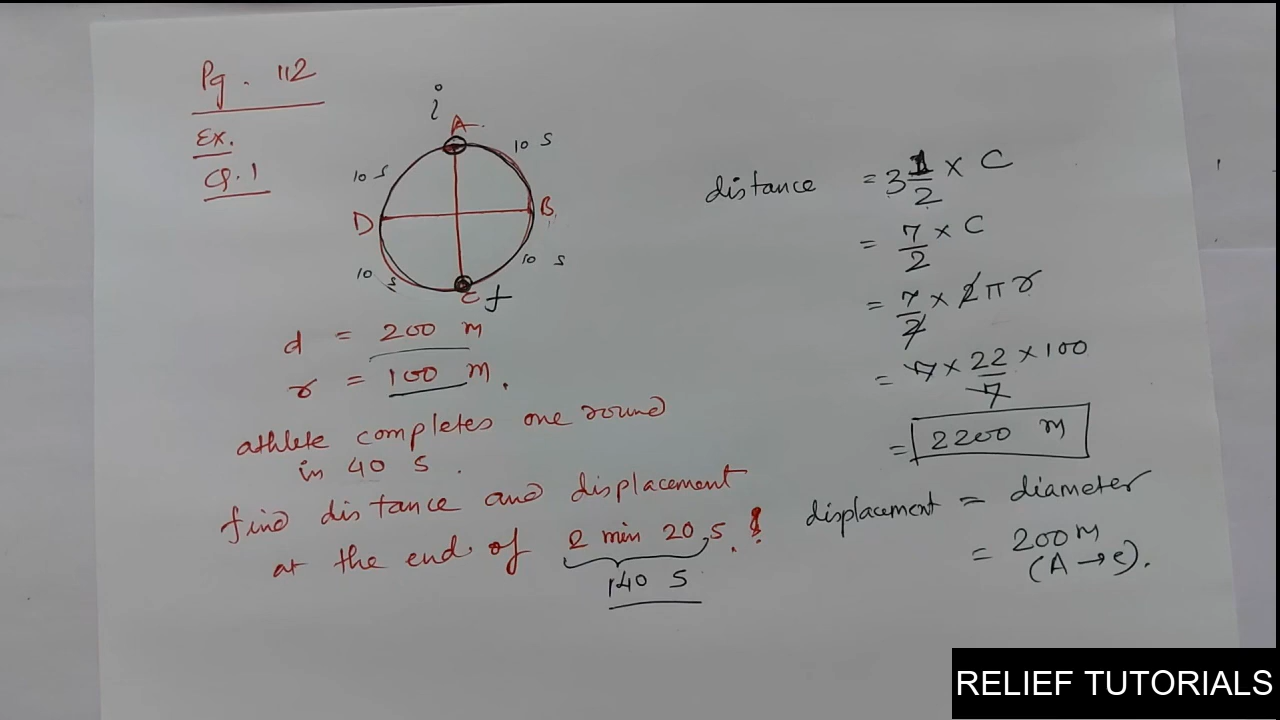 Pg. 112
Ex.
Q.1
i
A
10 S
10 S
D
B
10 S
10 S
C f
d = 200 m
r = 100 m.
athlete completes one round
in 40 S.
find distance and displacement
at the end of 2 min 20 S.
140 S
distance = 3 1/2 × C
= 7/2 × C
= 7/2 × 2πr
= 7 × 22/7 × 100
= 2200 m
displacement = diameter
= 200 m
(A → C).
RELIEF TUTORIALS